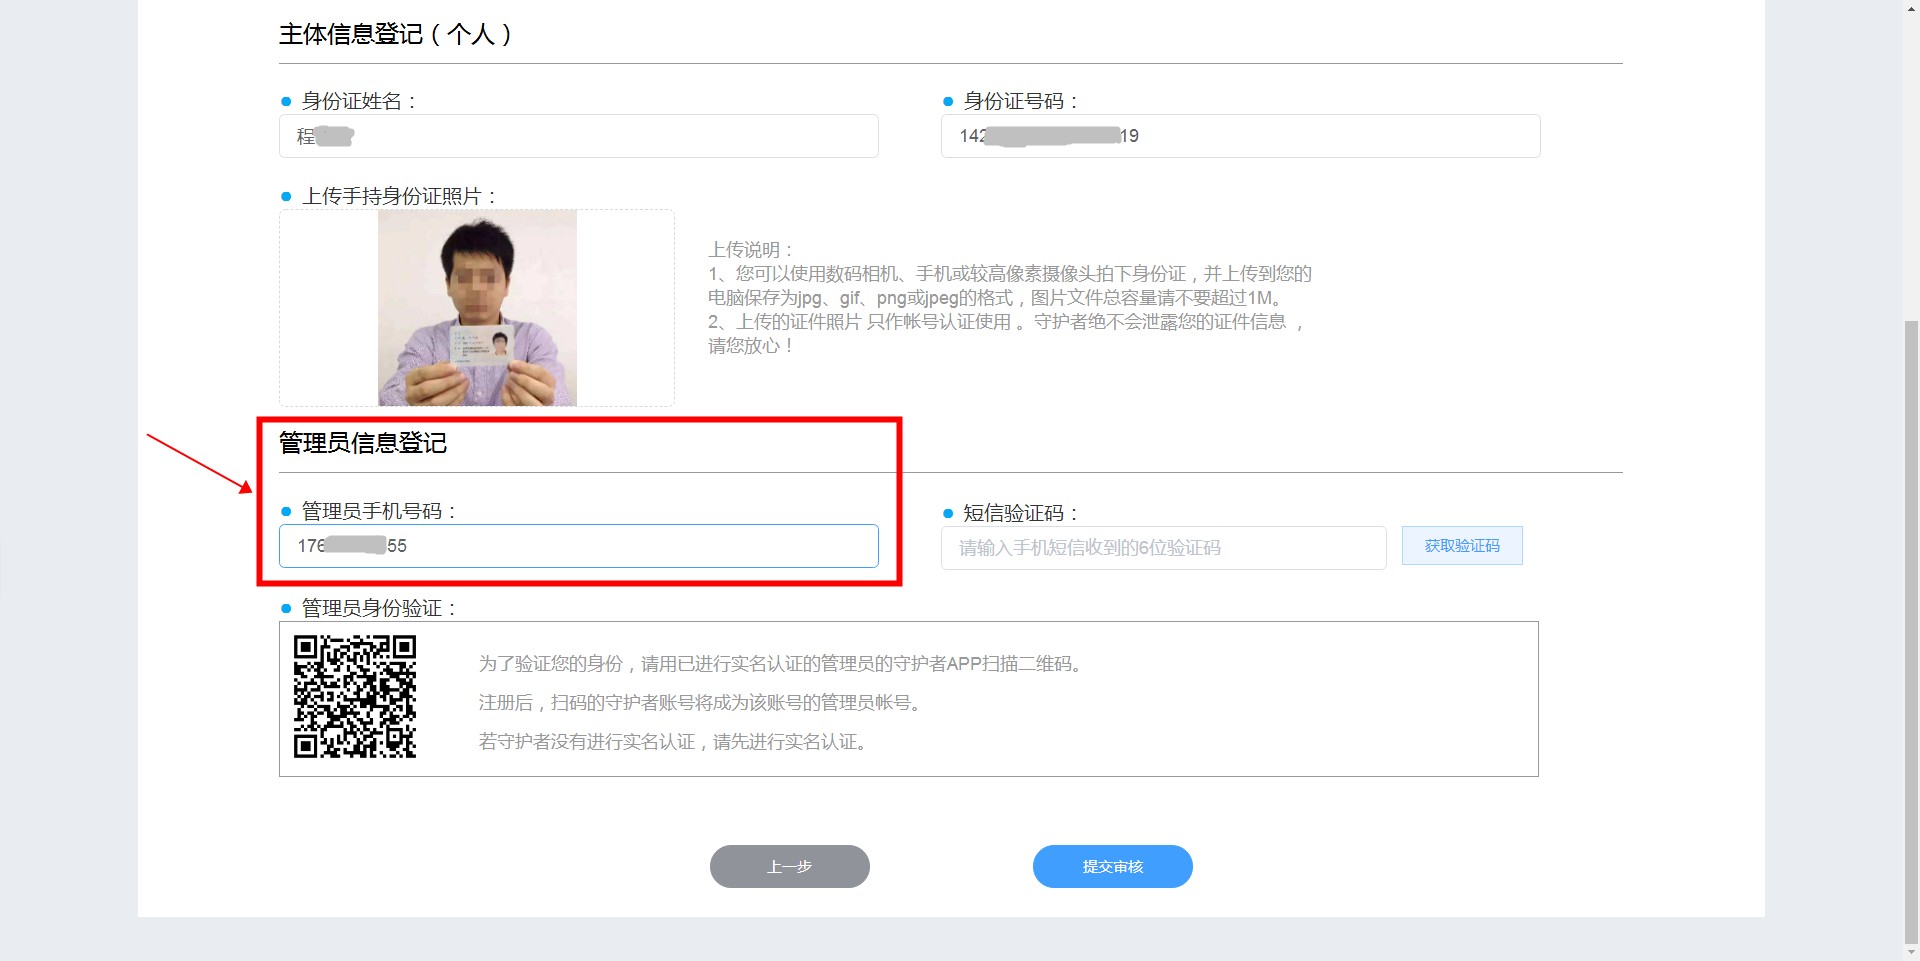 主体信息登记（个人）
身份证姓名：
身份证号码：
程
142 19
上传手持身份证照片：
上传说明：
1、您可以使用数码相机、手机或较高像素摄像头拍下身份证，并上传到您的
电脑保存为jpg、gif、png或jpeg的格式，图片文件总容量请不要超过1M。
2、上传的证件照片 只作帐号认证使用 。守护者绝不会泄露您的证件信息 ，
请您放心！
管理员信息登记
管理员手机号码：
短信验证码：
176 55
请输入手机短信收到的6位验证码
获取验证码
管理员身份验证：
为了验证您的身份，请用已进行实名认证的管理员的守护者APP扫描二维码。
注册后，扫码的守护者账号将成为该账号的管理员帐号。
若守护者没有进行实名认证，请先进行实名认证。
上一步
提交审核